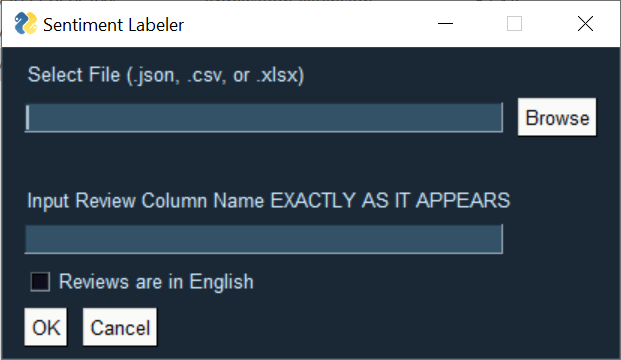 Sentiment Labeler
Select File (.json, .csv, or .xlsx)
Browse
Input Review Column Name EXACTLY AS IT APPEARS
Reviews are in English
OK Cancel